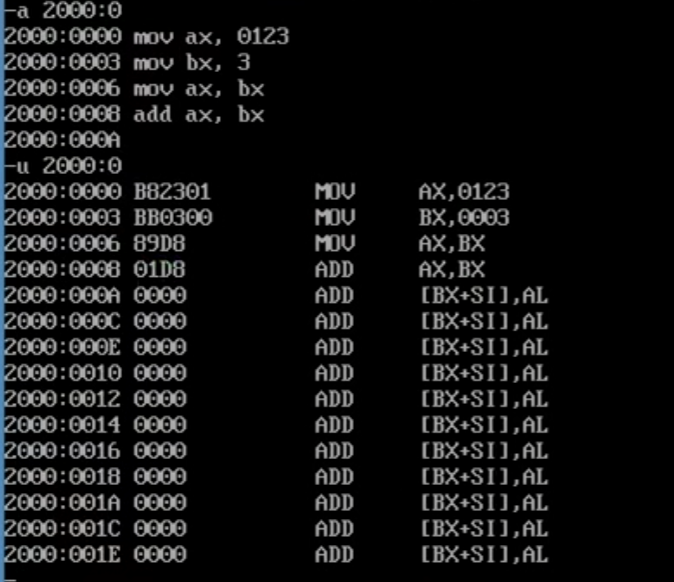 -a 2000:0
2000:0000 mov ax, 0123
2000:0003 mov bx, 3
2000:0006 mov ax, bx
2000:0008 add ax, bx
2000:000A
-u 2000:0
2000:0000 B82301 MOV AX,0123
2000:0003 BB0300 MOV BX,0003
2000:0006 89D8 MOV AX,BX
2000:0008 01D8 ADD AX,BX
2000:000A 0000 ADD [BX+SI],AL
2000:000C 0000 ADD [BX+SI],AL
2000:000E 0000 ADD [BX+SI],AL
2000:0010 0000 ADD [BX+SI],AL
2000:0012 0000 ADD [BX+SI],AL
2000:0014 0000 ADD [BX+SI],AL
2000:0016 0000 ADD [BX+SI],AL
2000:0018 0000 ADD [BX+SI],AL
2000:001A 0000 ADD [BX+SI],AL
2000:001C 0000 ADD [BX+SI],AL
2000:001E 0000 ADD [BX+SI],AL